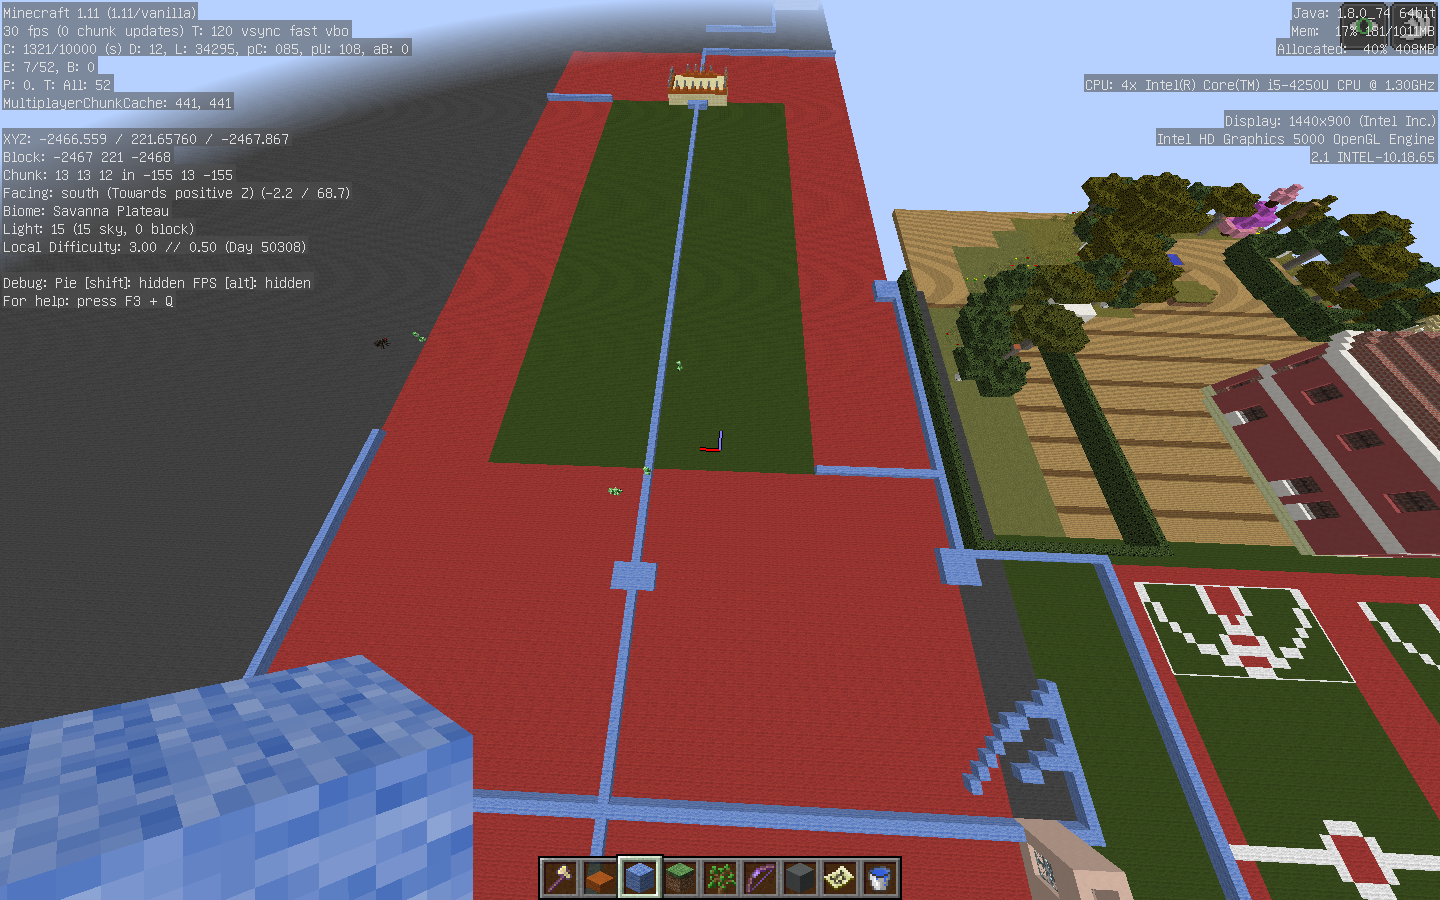 Minecraft 1.11 (1.11/vanilla)
30 fps (0 chunk updates) T: 120 vsync fast vbo
C: 1321/10000 (s) D: 12, L: 34295, pC: 085, pU: 108, aB: 0
E: 7/52, B: 0
P: 0. T: All: 52
MultiplayerChunkCache: 441, 441
XYZ: -2466.559 / 221.65760 / -2467.867
Block: -2467 221 -2468
Chunk: 13 13 12 in -155 13 -155
Facing: south (Towards positive Z) (-2.2 / 68.7)
Biome: Savanna Plateau
Light: 15 (15 sky, 0 block)
Local Difficulty: 3.00 // 0.50 (Day 50308)
Debug: Pie [shift]: hidden FPS [alt]: hidden
For help: press F3 + Q
Java: 1.8.0_74 64bit
Mem: 17% 181/1011MB
Allocated: 40% 408MB
CPU: 4x Intel(R) Core(TM) i5-4250U CPU @ 1.30GHz
Display: 1440x900 (Intel Inc.)
Intel HD Graphics 5000 OpenGL Engine
2.1 INTEL-10.18.65